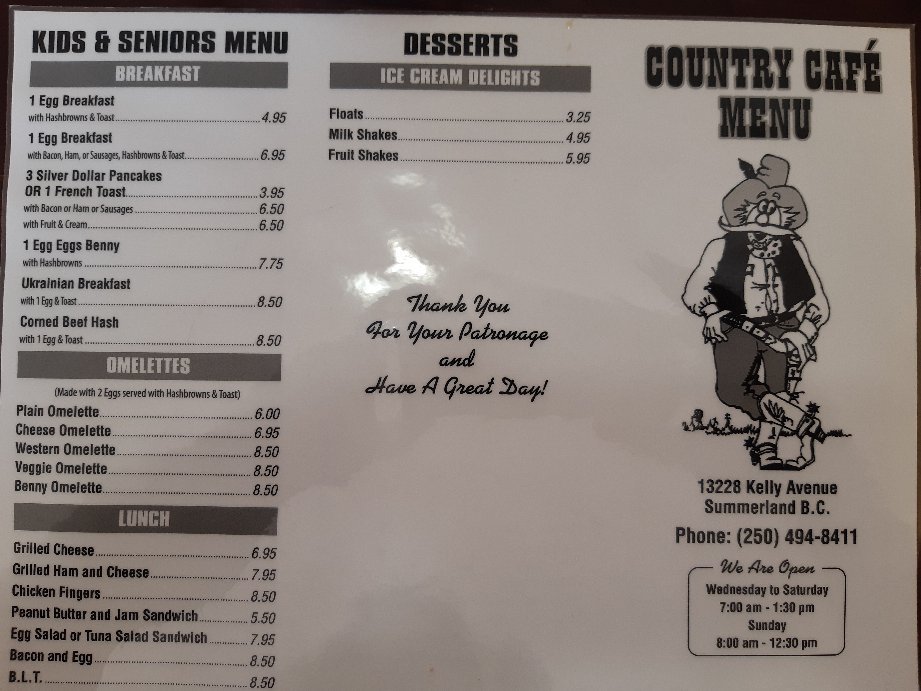 KIDS & SENIORS MENU
BREAKFAST
1 Egg Breakfast
with Hashbrowns & Toast 4.95
1 Egg Breakfast
with Bacon, Ham, or Sausages, Hashbrowns & Toast 6.95
3 Silver Dollar Pancakes
OR 1 French Toast 3.95
with Bacon or Ham or Sausages 6.50
with Fruit & Cream 6.50
1 Egg Eggs Benny
with Hashbrowns 7.75
Ukrainian Breakfast
with 1 Egg & Toast 8.50
Corned Beef Hash
with 1 Egg & Toast 8.50
OMELETTES
(Made with 2 Eggs served with Hashbrowns & Toast)
Plain Omelette 6.00
Cheese Omelette 6.95
Western Omelette 8.50
Veggie Omelette 8.50
Benny Omelette 8.50
LUNCH
Grilled Cheese 6.95
Grilled Ham and Cheese 7.95
Chicken Fingers 8.50
Peanut Butter and Jam Sandwich 5.50
Egg Salad or Tuna Salad Sandwich 7.95
Bacon and Egg 8.50
B.L.T. 8.50
DESSERTS
ICE CREAM DELIGHTS
Floats 3.25
Milk Shakes 4.95
Fruit Shakes 5.95
Thank You
For Your Patronage
and
Have A Great Day!
COUNTRY CAFÉ
MENU
13228 Kelly Avenue
Summerland B.C.
Phone: (250) 494-8411
We Are Open
Wednesday to Saturday
7:00 am - 1:30 pm
Sunday
8:00 am - 12:30 pm